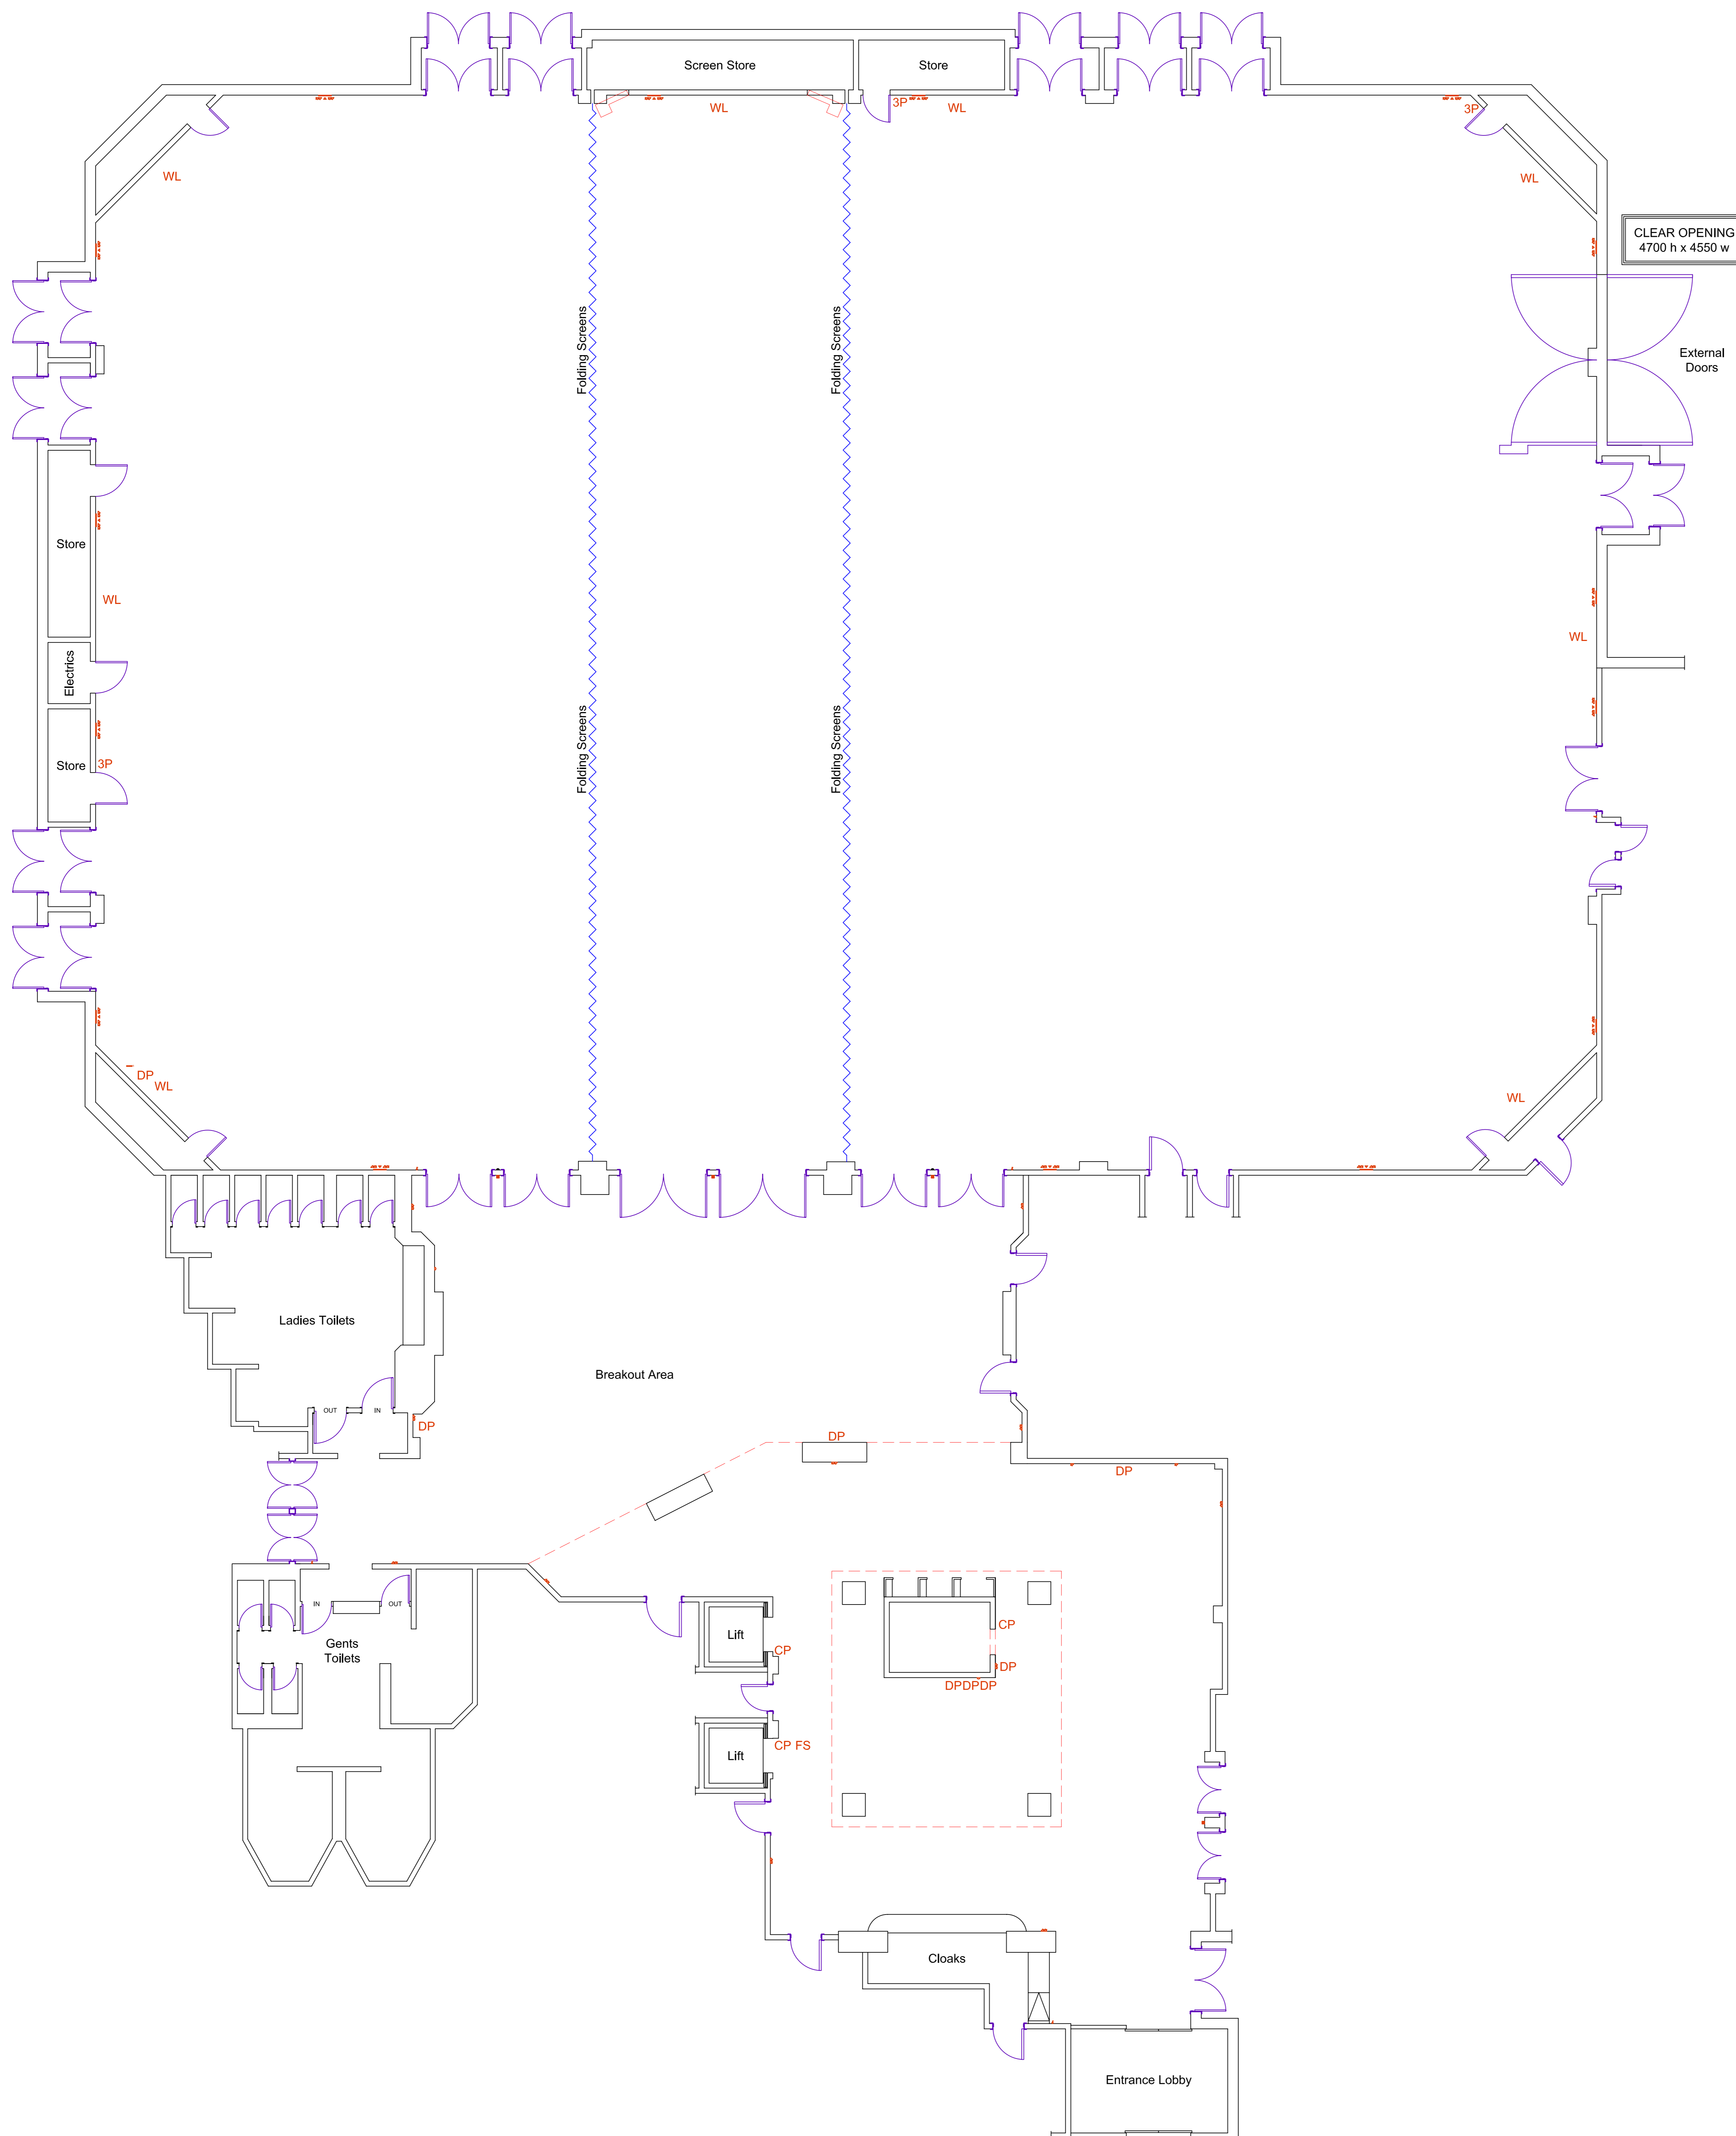 Screen Store
Store
WL
3P
WL
3P
WL
WL
CLEAR OPENING
4700 h x 4550 w
External
Doors
Folding Screens
Folding Screens
Store
WL
WL
Electrics
Folding Screens
Folding Screens
Store
3P
DP
WL
WL
Ladies Toilets
Breakout Area
OUT
IN
DP
DP
DP
IN
OUT
Gents
Toilets
Lift
CP
CP
DP
DPDPDP
Lift
CP FS
Cloaks
Entrance Lobby